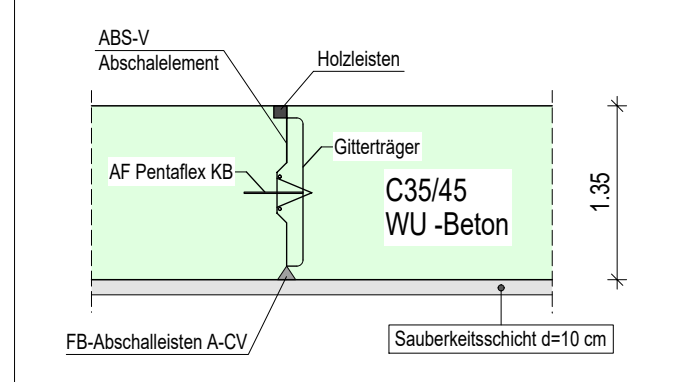 ABS-V
Abschalelement
Holzleisten
Gitterträger
AF Pentaflex KB
C35/45
WU -Beton
1.35
FB-Abschalleisten A-CV
Sauberkeitsschicht d=10 cm